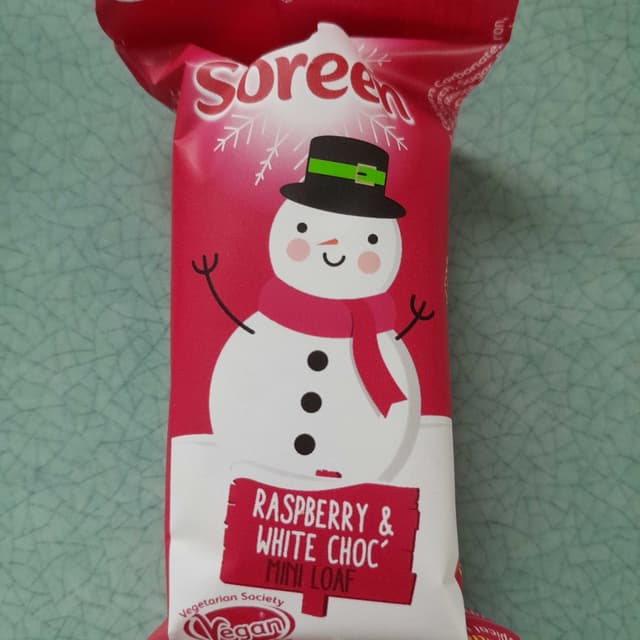 Soreen
RASPBERRY &
WHITE CHOC'
MINI LOAF
Vegetarian Society
Vegan